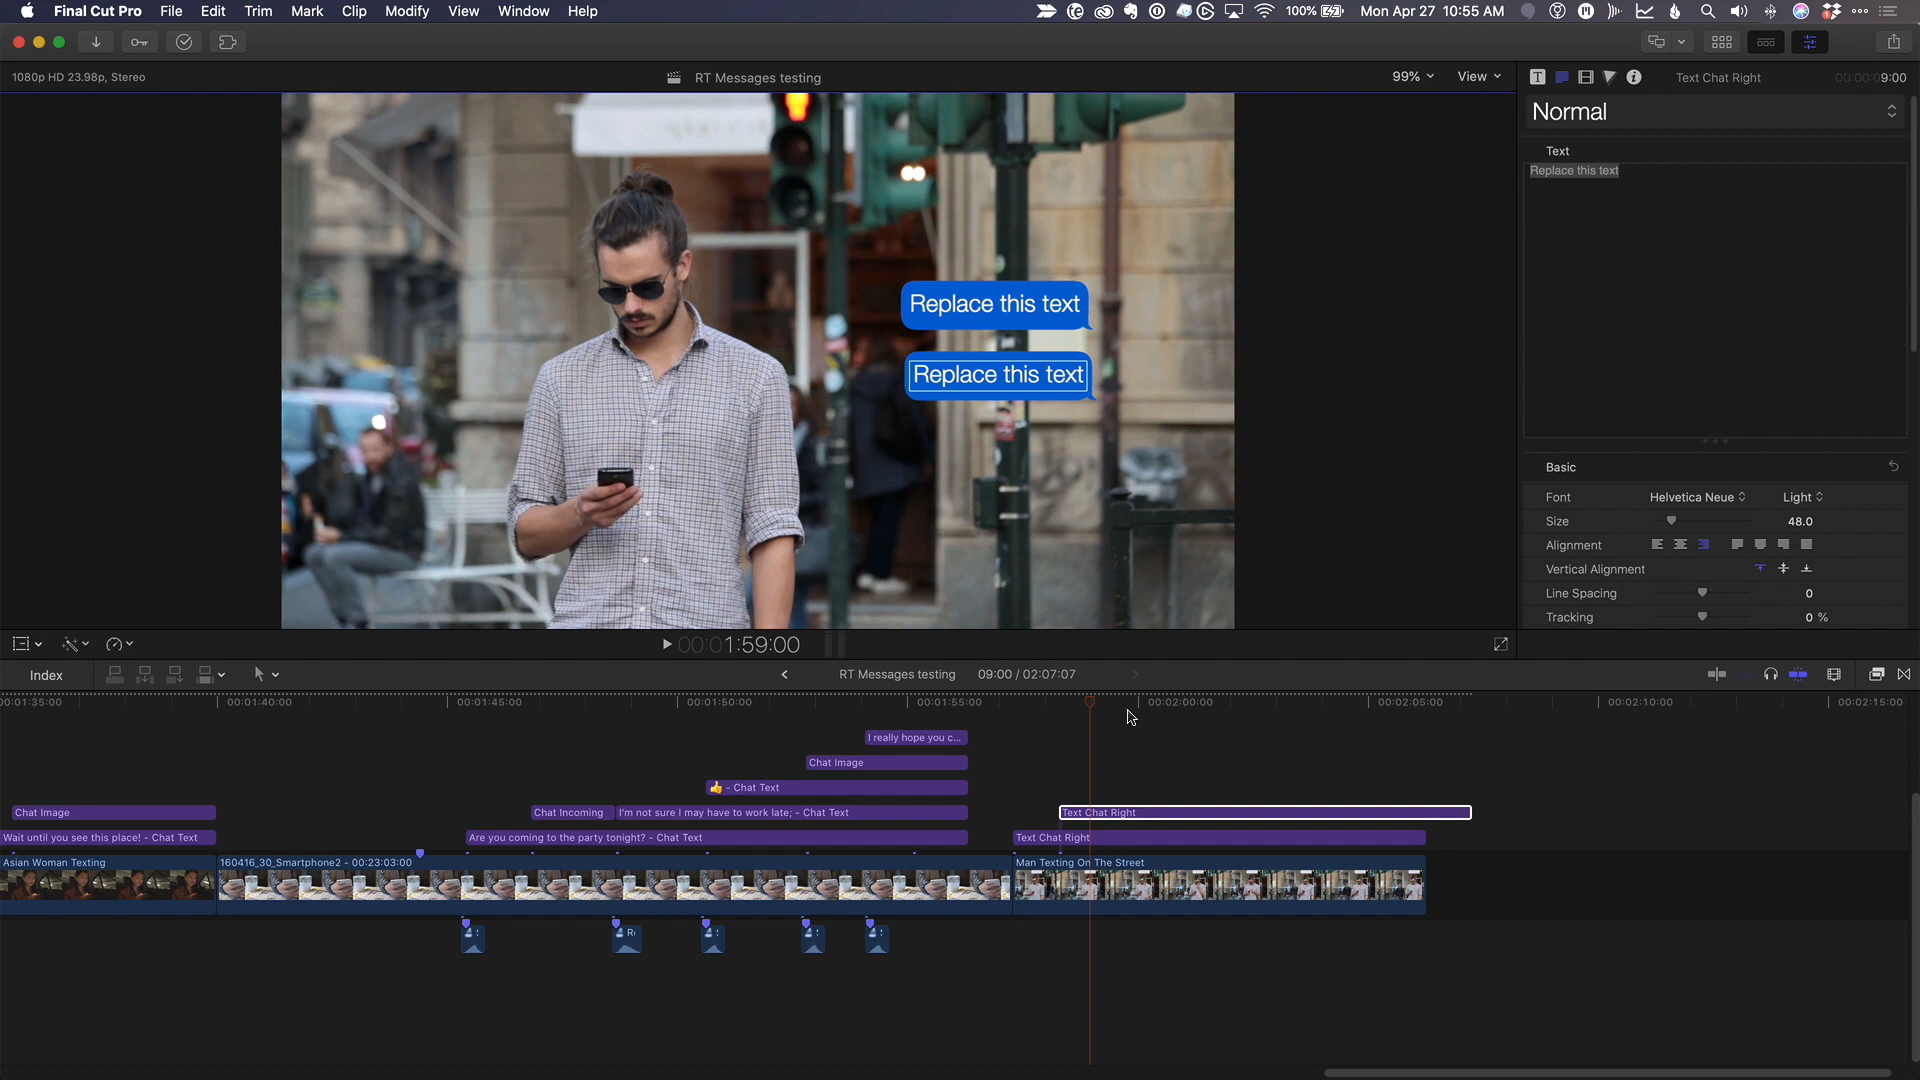 Final Cut Pro File Edit Trim Mark Clip Modify View Window Help 100% Mon Apr 27 10:55 AM
1080p HD 23.98p, Stereo RT Messages testing 99% View Text Chat Right 00:00:09:00
Normal
Text
Replace this text
Replace this text
Replace this text
Basic
Font Helvetica Neue Light
Size 48.0
Alignment
Vertical Alignment
Line Spacing 0
Tracking 0 %
00:01:59:00
Index RT Messages testing 09:00 / 02:07:07
00:01:35:00 00:01:40:00 00:01:45:00 00:01:50:00 00:01:55:00 00:02:00:00 00:02:05:00 00:02:10:00 00:02:15:00
I really hope you c...
Chat Image
👍 - Chat Text
Chat Image Chat Incoming I'm not sure I may have to work late; - Chat Text Text Chat Right
Wait until you see this place! - Chat Text Are you coming to the party tonight? - Chat Text Text Chat Right
Asian Woman Texting 160416_30_Smartphone2 - 00:23:03:00 Man Texting On The Street